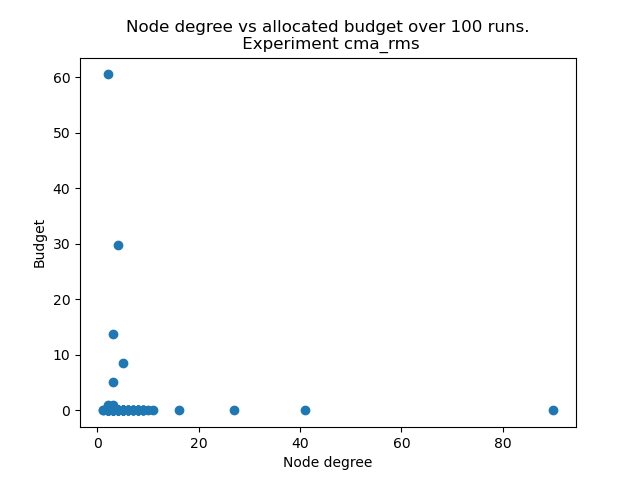 Node degree vs allocated budget over 100 runs.
Experiment cma_rms
60
50
40
30
20
10
0
Budget
0 20 40 60 80
Node degree